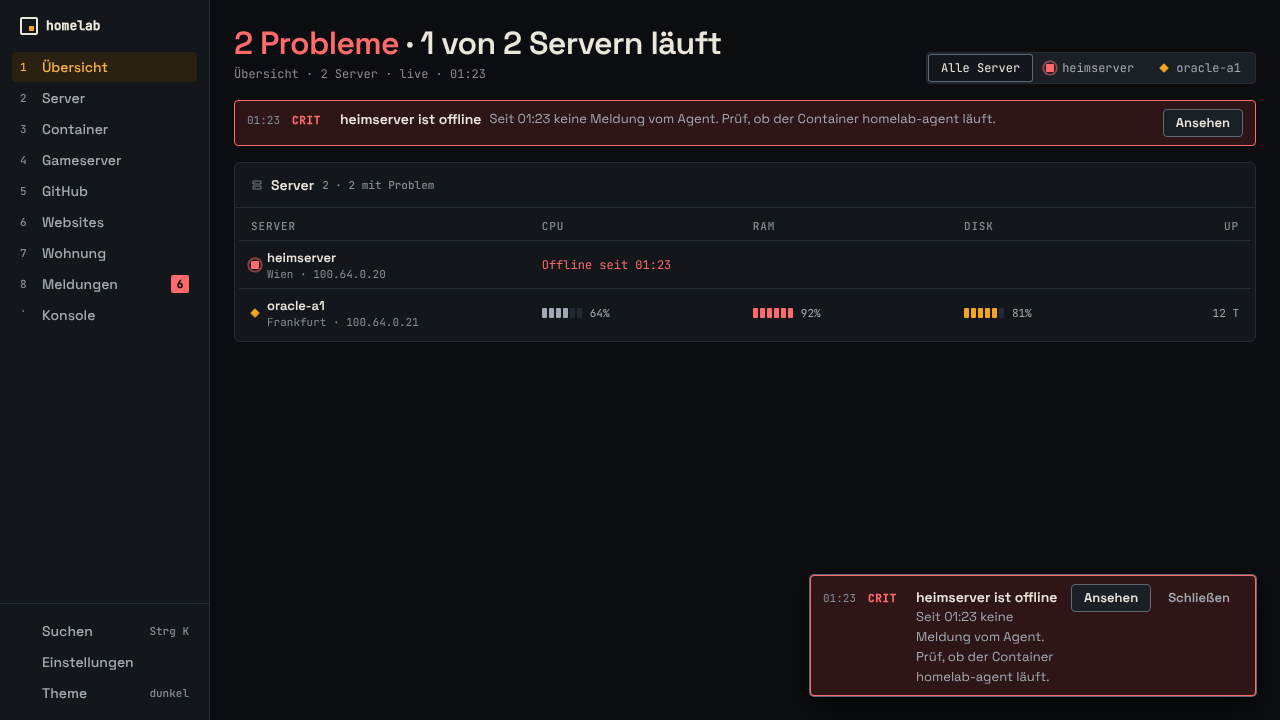 homelab
1 Übersicht
2 Server
3 Container
4 Gameserver
5 GitHub
6 Websites
7 Wohnung
8 Meldungen 6
` Konsole
Suchen Strg K
Einstellungen
Theme dunkel
2 Probleme · 1 von 2 Servern läuft
Übersicht · 2 Server · live · 01:23
Alle Server heimserver oracle-a1
01:23 CRIT heimserver ist offline Seit 01:23 keine Meldung vom Agent. Prüf, ob der Container homelab-agent läuft. Ansehen
Server 2 · 2 mit Problem
SERVER CPU RAM DISK UP
heimserver
Wien · 100.64.0.20
Offline seit 01:23
oracle-a1
Frankfurt · 100.64.0.21
64% 92% 81% 12 T
01:23 CRIT heimserver ist offline Ansehen Schließen
Seit 01:23 keine
Meldung vom Agent.
Prüf, ob der Container
homelab-agent läuft.